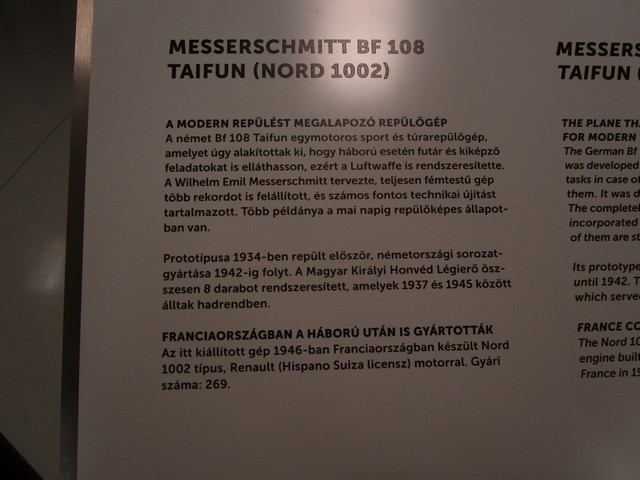 MESSERSCHMITT BF 108
TAIFUN (NORD 1002)
A MODERN REPÜLÉST MEGALAPOZÓ REPÜLŐGÉP
A német Bf 108 Taifun egymotoros sport és túrarepülőgép,
amelyet úgy alakítottak ki, hogy háború esetén futár és kiképző
feladatokat is elláthasson, ezért a Luftwaffe is rendszeresítette.
A Wilhelm Emil Messerschmitt tervezte, teljesen fémtestű gép
több rekordot is felállított, és számos fontos technikai újítást
tartalmazott. Több példánya a mai napig repülőképes állapot-
ban van.
Prototípusa 1934-ben repült először, németországi sorozat-
gyártása 1942-ig folyt. A Magyar Királyi Honvéd Légierő ösz-
szesen 8 darabot rendszeresített, amelyek 1937 és 1945 között
álltak hadrendben.
FRANCIAORSZÁGBAN A HÁBORÚ UTÁN IS GYÁRTOTTÁK
Az itt kiállított gép 1946-ban Franciaországban készült Nord
1002 típus, Renault (Hispano Suiza licensz) motorral. Gyári
száma: 269.
MESSERS
TAIFUN (
THE PLANE TH
FOR MODERN
The German Bf
was developed
tasks in case of
them. It was d
The complete
incorporated
of them are st
Its prototype
until 1942. T
which serve
FRANCE CO
The Nord 10
engine built
France in 19